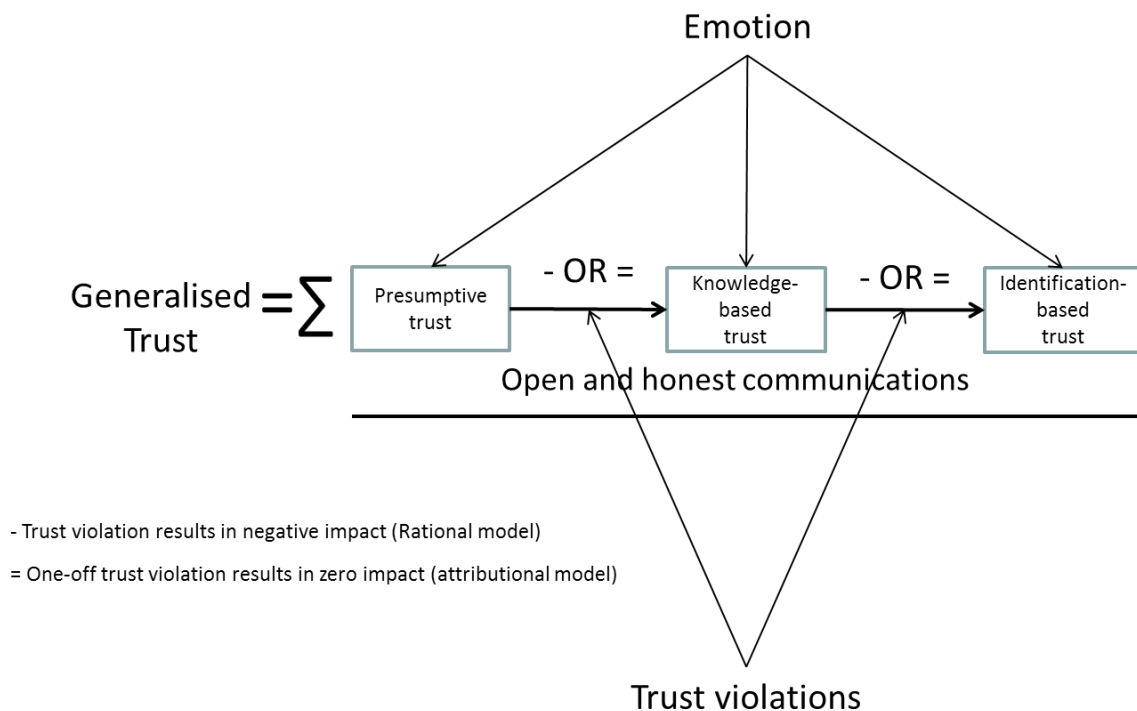 Emotion
Generalised
Trust
=∑
Presumptive
trust
- OR =
Knowledge-
based
trust
- OR =
Identification-
based
trust
Open and honest communications
- Trust violation results in negative impact (Rational model)
= One-off trust violation results in zero impact (attributional model)
Trust violations